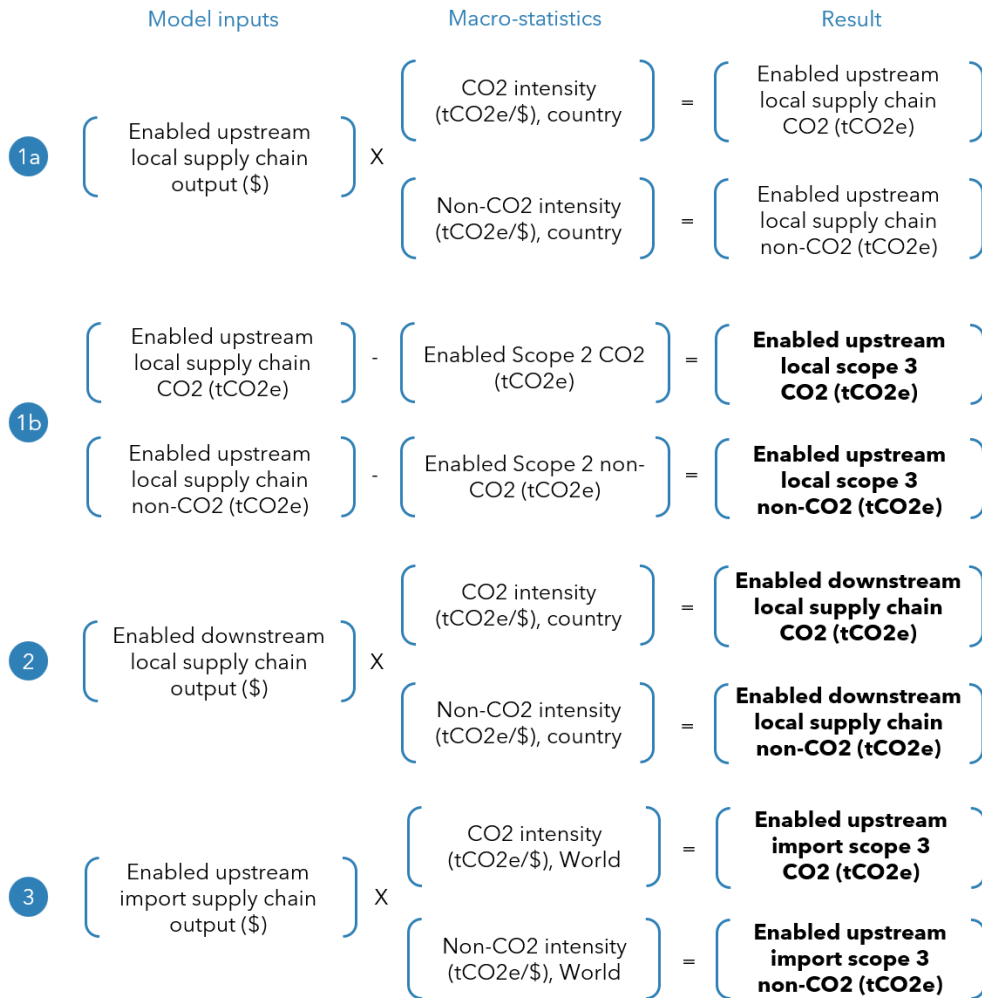 Model inputs
Macro-statistics
Result
1a
Enabled upstream
local supply chain
output ($)
X
CO2 intensity
(tCO2e/$), country
=
Enabled upstream
local supply chain
CO2 (tCO2e)
Non-CO2 intensity
(tCO2e/$), country
=
Enabled upstream
local supply chain
non-CO2 (tCO2e)
1b
Enabled upstream
local supply chain
CO2 (tCO2e)
-
Enabled Scope 2 CO2
(tCO2e)
=
Enabled upstream
local scope 3
CO2 (tCO2e)
Enabled upstream
local supply chain
non-CO2 (tCO2e)
-
Enabled Scope 2 non-
CO2 (tCO2e)
=
Enabled upstream
local scope 3
non-CO2 (tCO2e)
2
Enabled downstream
local supply chain
output ($)
X
CO2 intensity
(tCO2e/$), country
=
Enabled downstream
local supply chain
CO2 (tCO2e)
Non-CO2 intensity
(tCO2e/$), country
=
Enabled downstream
local supply chain
non-CO2 (tCO2e)
3
Enabled upstream
import supply chain
output ($)
X
CO2 intensity
(tCO2e/$), World
=
Enabled upstream
import scope 3
CO2 (tCO2e)
Non-CO2 intensity
(tCO2e/$), World
=
Enabled upstream
import scope 3
non-CO2 (tCO2e)